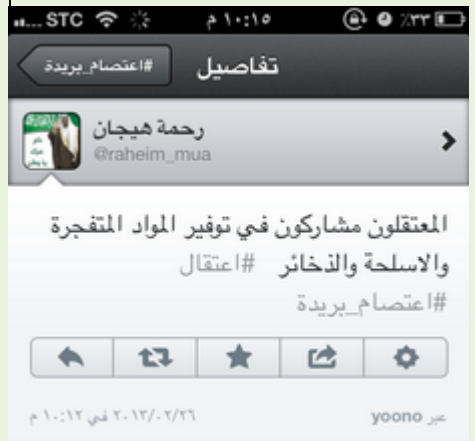 STC ١٠:١٥ م ٪٣٣
#اعتصام_بريدة تفاصيل
رحمة هيجان
@raheim_mua
المعتقلون مشاركون في توفير المواد المتفجرة
والاسلحة والذخائر #اعتقال
#اعتصام_بريدة
٢٠١٣/٠٢/٢٦ في ١٠:١٢ م عبر yoono